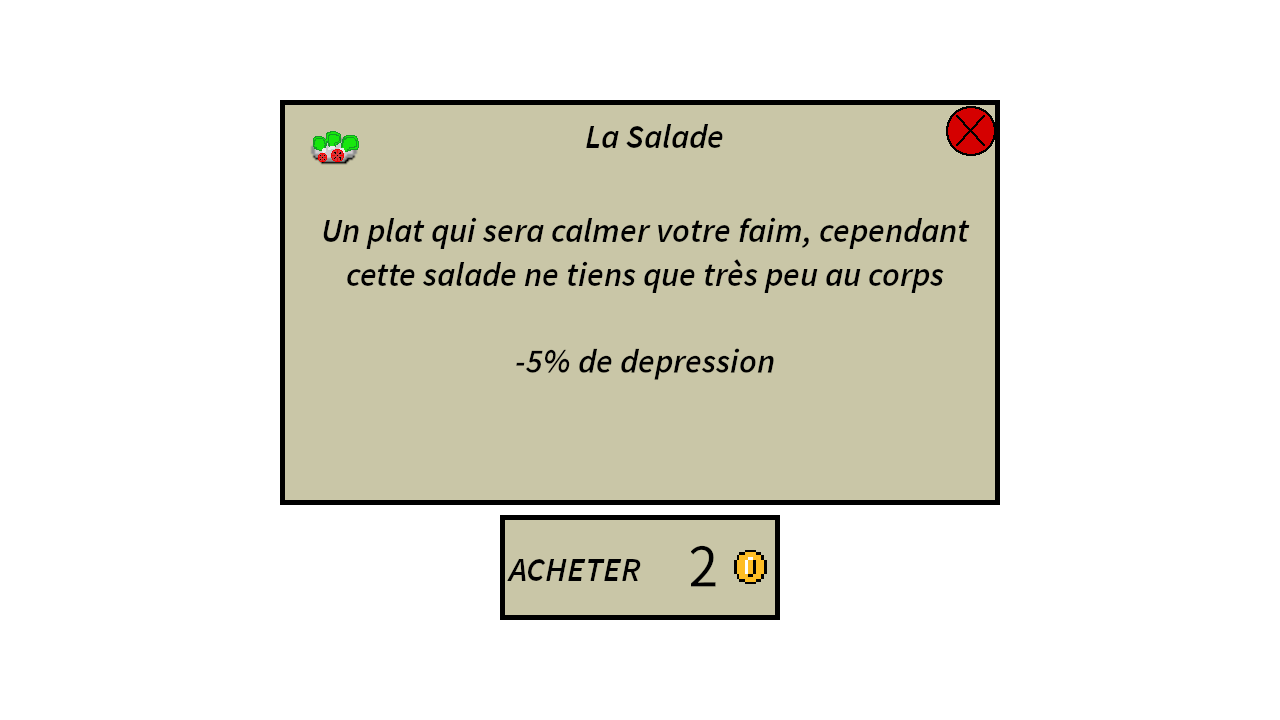 La Salade
Un plat qui sera calmer votre faim, cependant
cette salade ne tiens que très peu au corps
-5% de depression
ACHETER 2